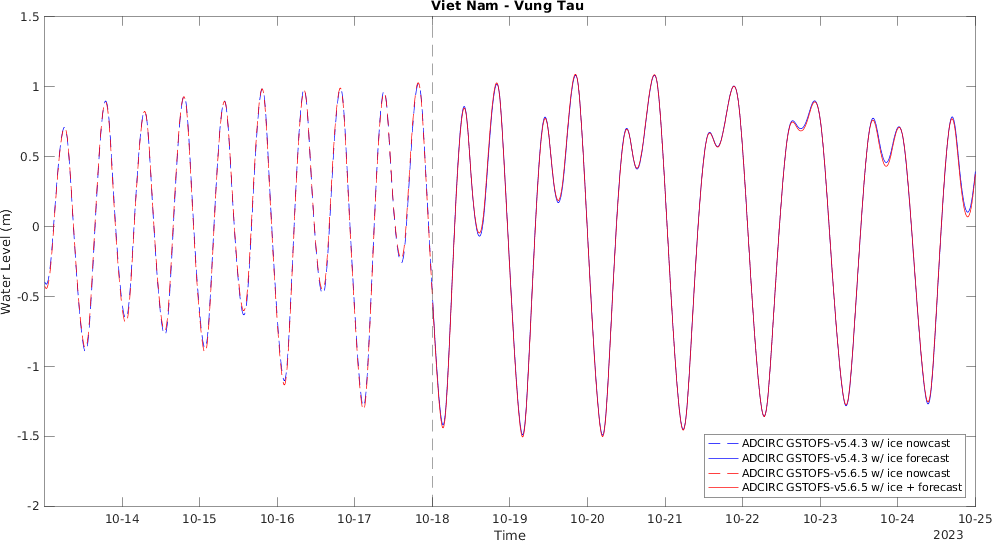 Viet Nam - Vung Tau
1.5
1
0.5
0
-0.5
-1
-1.5
-2
Water Level (m)
10-14 10-15 10-16 10-17 10-18 10-19 10-20 10-21 10-22 10-23 10-24 10-25
Time
2023
ADCIRC GSTOFS-v5.4.3 w/ ice nowcast
ADCIRC GSTOFS-v5.4.3 w/ ice forecast
ADCIRC GSTOFS-v5.6.5 w/ ice nowcast
ADCIRC GSTOFS-v5.6.5 w/ ice + forecast